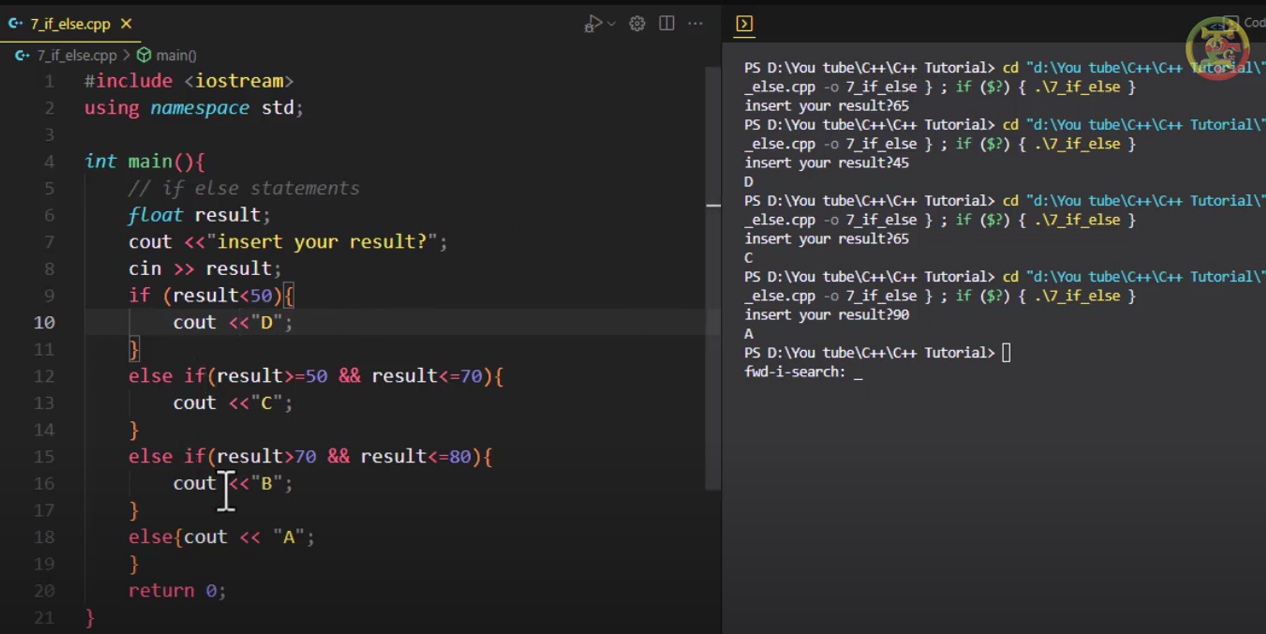 7_if_else.cpp
7_if_else.cpp > main()
1 #include <iostream>
2 using namespace std;
3
4 int main(){
5 // if else statements
6 float result;
7 cout <<"insert your result?";
8 cin >> result;
9 if (result<50){
10 cout <<"D";
11 }
12 else if(result>=50 && result<=70){
13 cout <<"C";
14 }
15 else if(result>70 && result<=80){
16 cout <<"B";
17 }
18 else{cout << "A";
19 }
20 return 0;
21 }
Cod
PS D:\You tube\C++\C++ Tutorial> cd "d:\You tube\C++\C++ Tutorial\"
_else.cpp -o 7_if_else } ; if ($?) { .\7_if_else }
insert your result?65
PS D:\You tube\C++\C++ Tutorial> cd "d:\You tube\C++\C++ Tutorial\"
_else.cpp -o 7_if_else } ; if ($?) { .\7_if_else }
insert your result?45
D
PS D:\You tube\C++\C++ Tutorial> cd "d:\You tube\C++\C++ Tutorial\"
_else.cpp -o 7_if_else } ; if ($?) { .\7_if_else }
insert your result?65
C
PS D:\You tube\C++\C++ Tutorial> cd "d:\You tube\C++\C++ Tutorial\"
_else.cpp -o 7_if_else } ; if ($?) { .\7_if_else }
insert your result?90
A
PS D:\You tube\C++\C++ Tutorial>
fwd-i-search: _